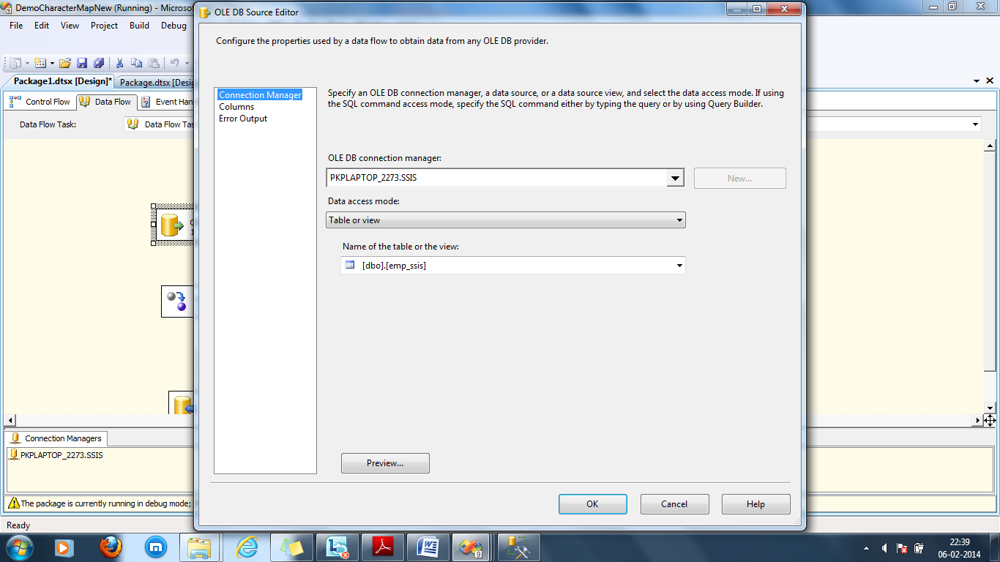 DemoCharacterMapNew (Running) - Microsof
OLE DB Source Editor
File Edit View Project Build Debug
Configure the properties used by a data flow to obtain data from any OLE DB provider.
Package1.dtsx [Design]* Package.dtsx [Desig
Control Flow Data Flow Event Han
Data Flow Task: Data Flow Tas
Connection Manager
Columns
Error Output
Specify an OLE DB connection manager, a data source, or a data source view, and select the data access mode. If using
the SQL command access mode, specify the SQL command either by typing the query or by using Query Builder.
OLE DB connection manager:
PKPLAPTOP_2273.SSIS New...
Data access mode:
Table or view
Name of the table or the view:
[dbo].[emp_ssis]
Preview...
OK Cancel Help
Connection Managers
PKPLAPTOP_2273.SSIS
The package is currently running in debug mode;
Ready
22:39
06-02-2014